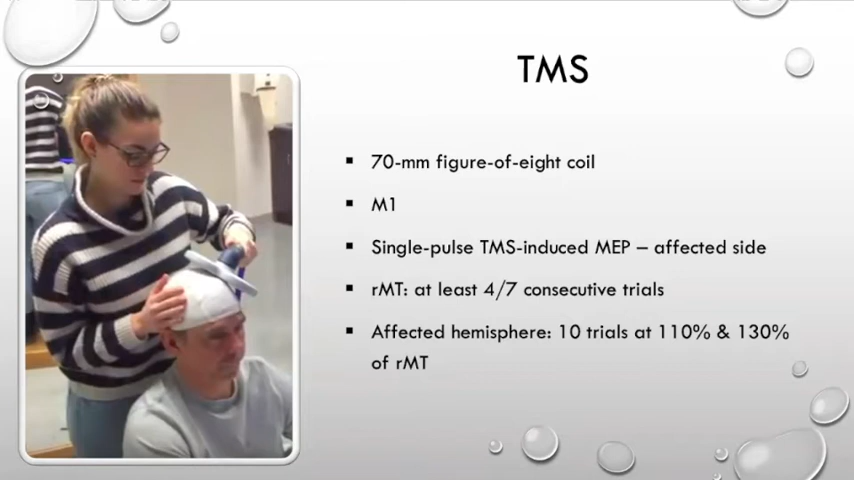 TMS
70-mm figure-of-eight coil
M1
Single-pulse TMS-induced MEP – affected side
rMT: at least 4/7 consecutive trials
Affected hemisphere: 10 trials at 110% & 130%
of rMT